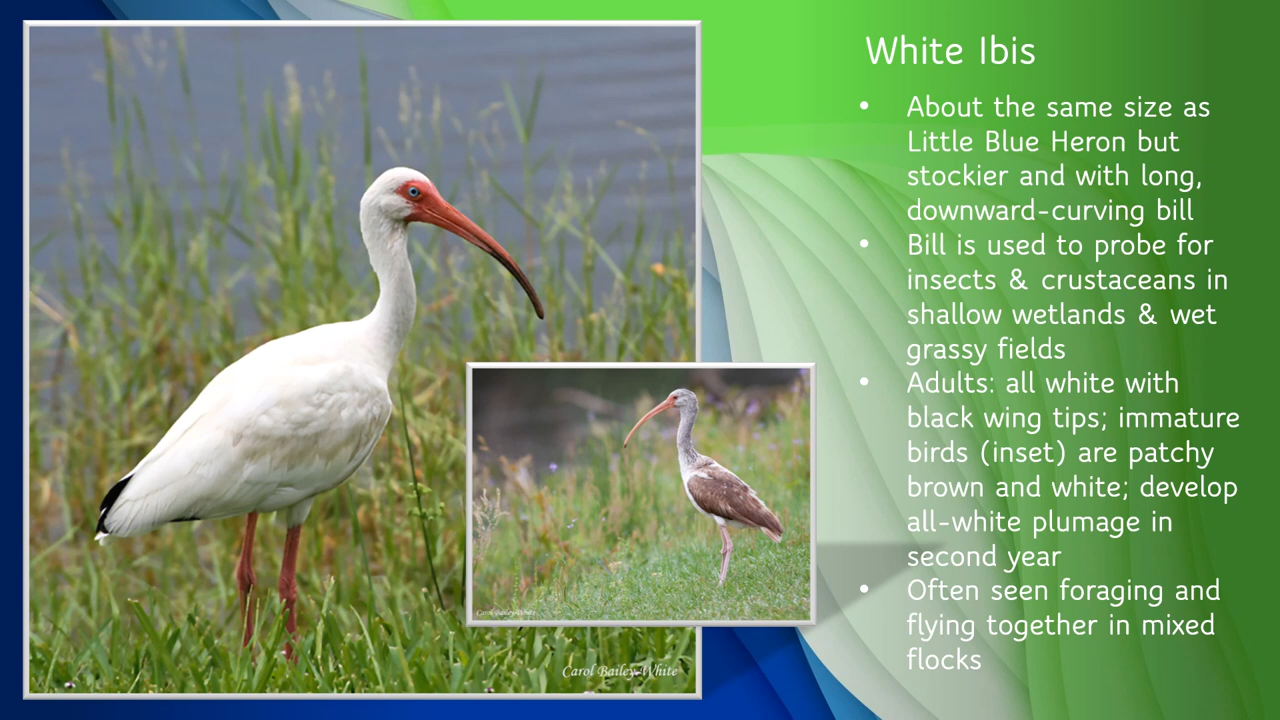 White Ibis
• About the same size as
Little Blue Heron but
stockier and with long,
downward-curving bill
• Bill is used to probe for
insects & crustaceans in
shallow wetlands & wet
grassy fields
• Adults: all white with
black wing tips; immature
birds (inset) are patchy
brown and white; develop
all-white plumage in
second year
• Often seen foraging and
flying together in mixed
flocks
Carol Bailey-White
Carol Bailey-White